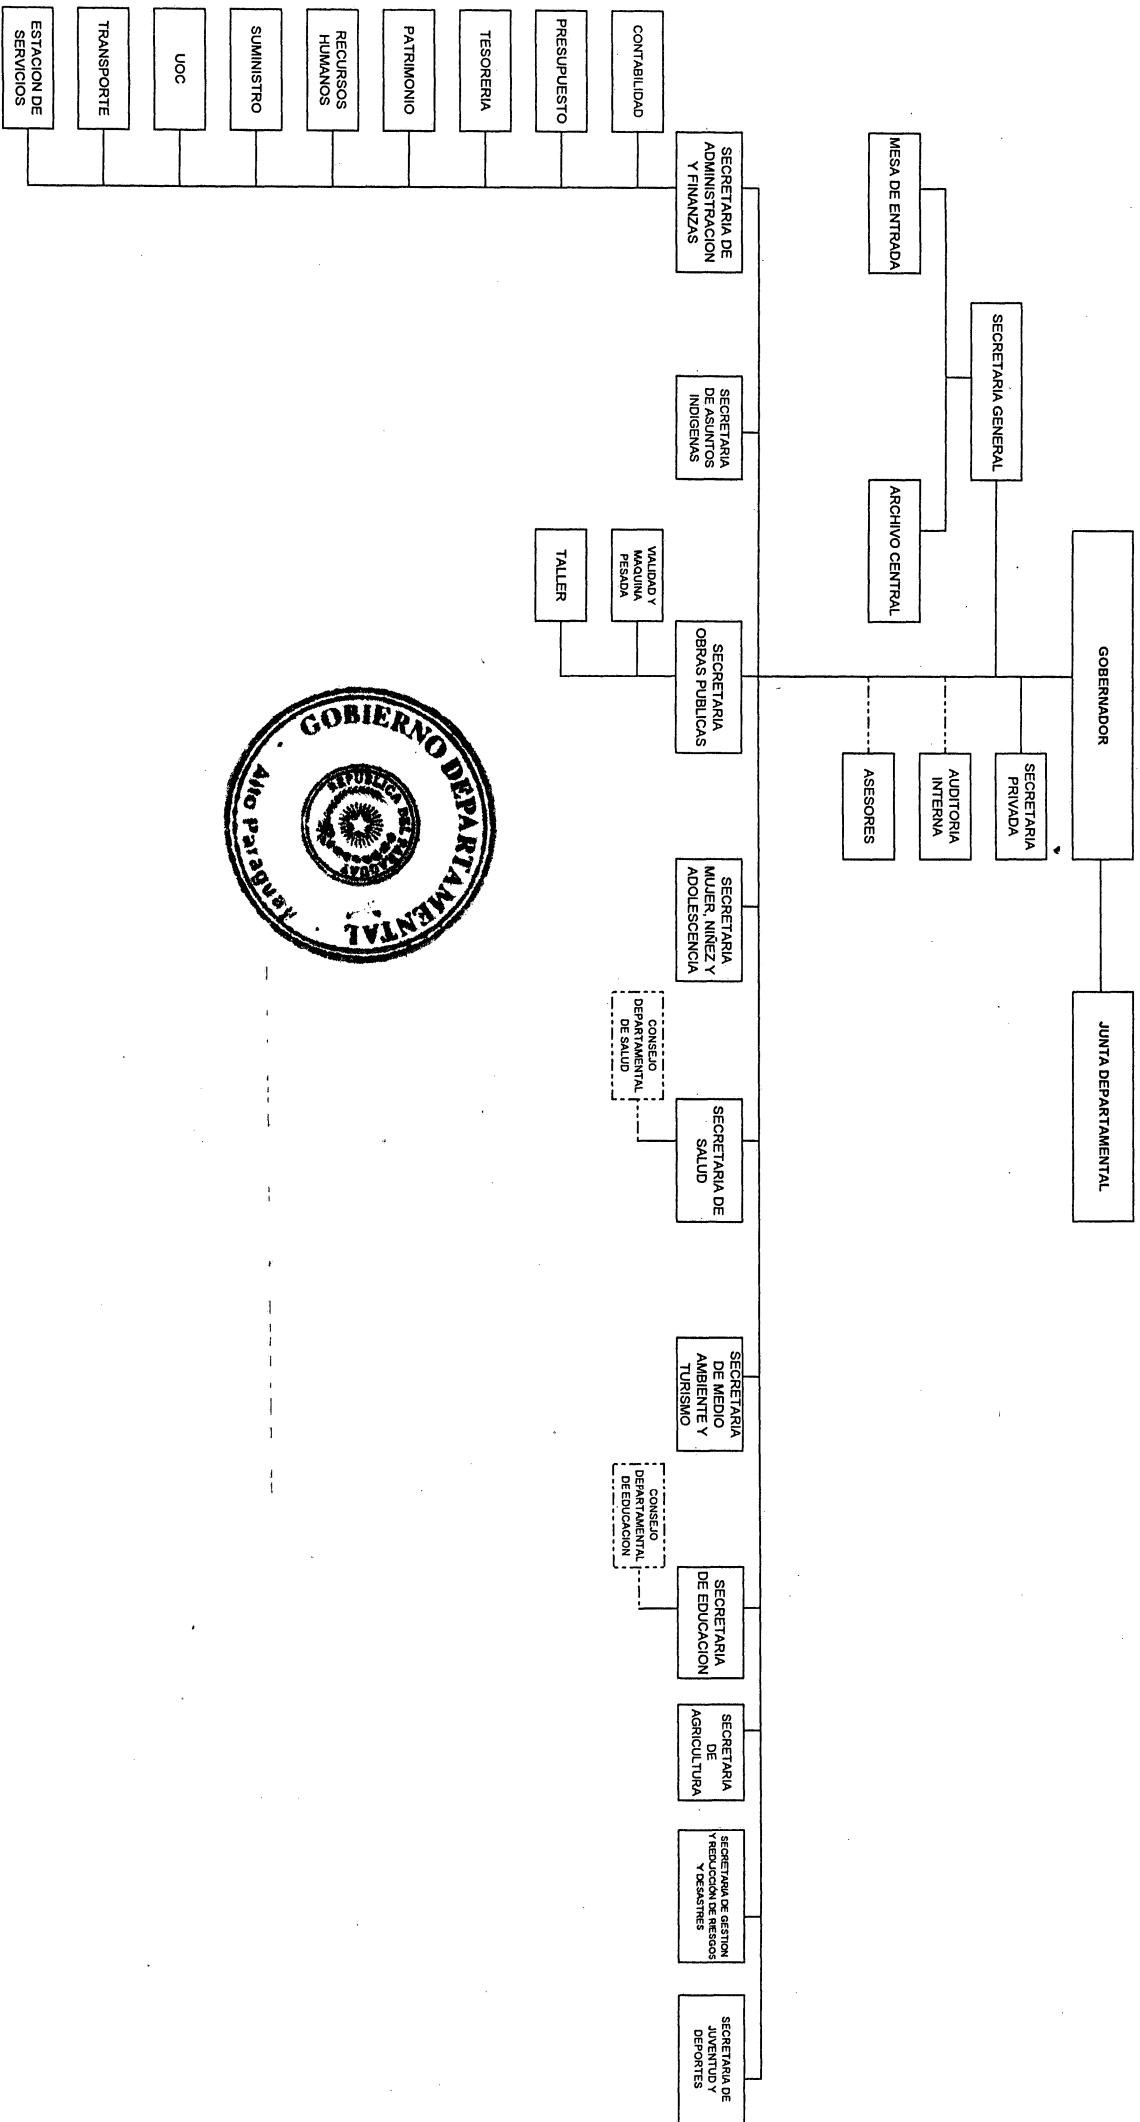 GOBERNADOR
JUNTA DEPARTAMENTAL
SECRETARIA
PRIVADA
SECRETARIA GENERAL
AUDITORIA
INTERNA
MESA DE ENTRADA
ARCHIVO CENTRAL
ASESORES
SECRETARIA DE
ADMINISTRACION
Y FINANZAS
SECRETARIA
DE ASUNTOS
INDIGENAS
SECRETARIA
OBRAS PUBLICAS
SECRETARIA
MUJER, NIÑEZ Y
ADOLESCENCIA
SECRETARIA DE
SALUD
SECRETARIA
DE MEDIO
AMBIENTE Y
TURISMO
SECRETARIA
DE EDUCACION
SECRETARIA
DE
AGRICULTURA
SECRETARIA DE GESTION
Y REDUCCIÓN DE RIESGOS
Y DESASTRES
SECRETARIA DE
JUVENTUD Y
DEPORTES
CONTABILIDAD
VIALIDAD Y
MAQUINA
PESADA
CONSEJO
DEPARTAMENTAL
DE SALUD
CONSEJO
DEPARTAMENTAL
DE EDUCACION
PRESUPUESTO
TALLER
TESORERIA
PATRIMONIO
RECURSOS
HUMANOS
SUMINISTRO
UOC
TRANSPORTE
ESTACION DE
SERVICIOS
GOBIERNO DEPARTAMENTAL
REPUBLICA DEL PARAGUAY